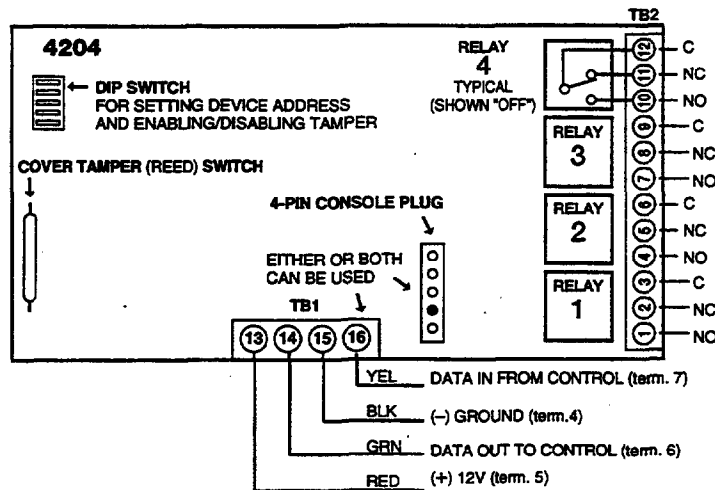 TB2
4204
DIP SWITCH
FOR SETTING DEVICE ADDRESS
AND ENABLING/DISABLING TAMPER
COVER TAMPER (REED) SWITCH
RELAY
4
TYPICAL
(SHOWN "OFF")
12 C
11 NC
10 NO
RELAY
3
9 C
8 NC
7 NO
RELAY
2
6 C
5 NC
4 NO
RELAY
1
3 C
2 NC
1 NO
4-PIN CONSOLE PLUG
EITHER OR BOTH
CAN BE USED
TB1
13 14 15 16
YEL DATA IN FROM CONTROL (term. 7)
BLK (–) GROUND (term.4)
GRN DATA OUT TO CONTROL (term. 6)
RED (+) 12V (term. 5)